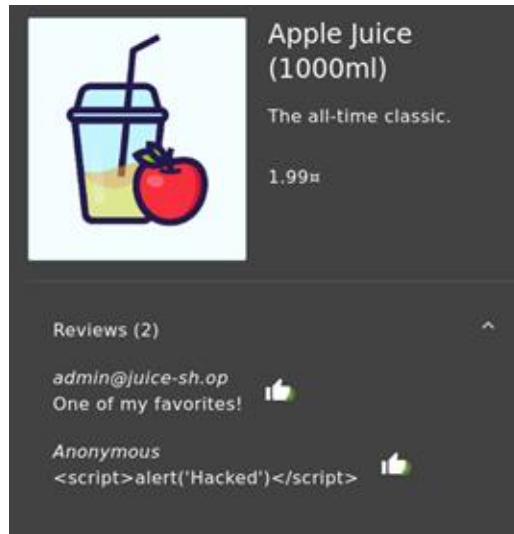 Apple Juice
(1000ml)
The all-time classic.
1.99¤
Reviews (2)
admin@juice-sh.op
One of my favorites!
Anonymous
<script>alert('Hacked')</script>